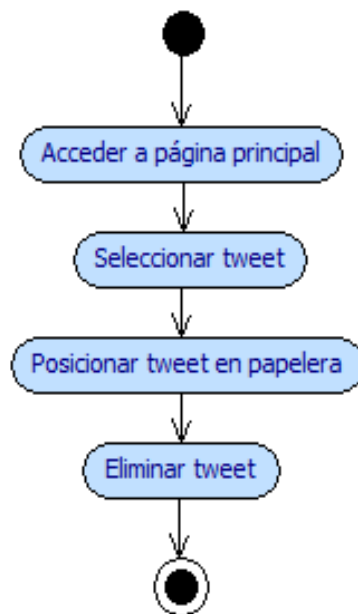 Acceder a página principal
Seleccionar tweet
Posicionar tweet en papelera
Eliminar tweet